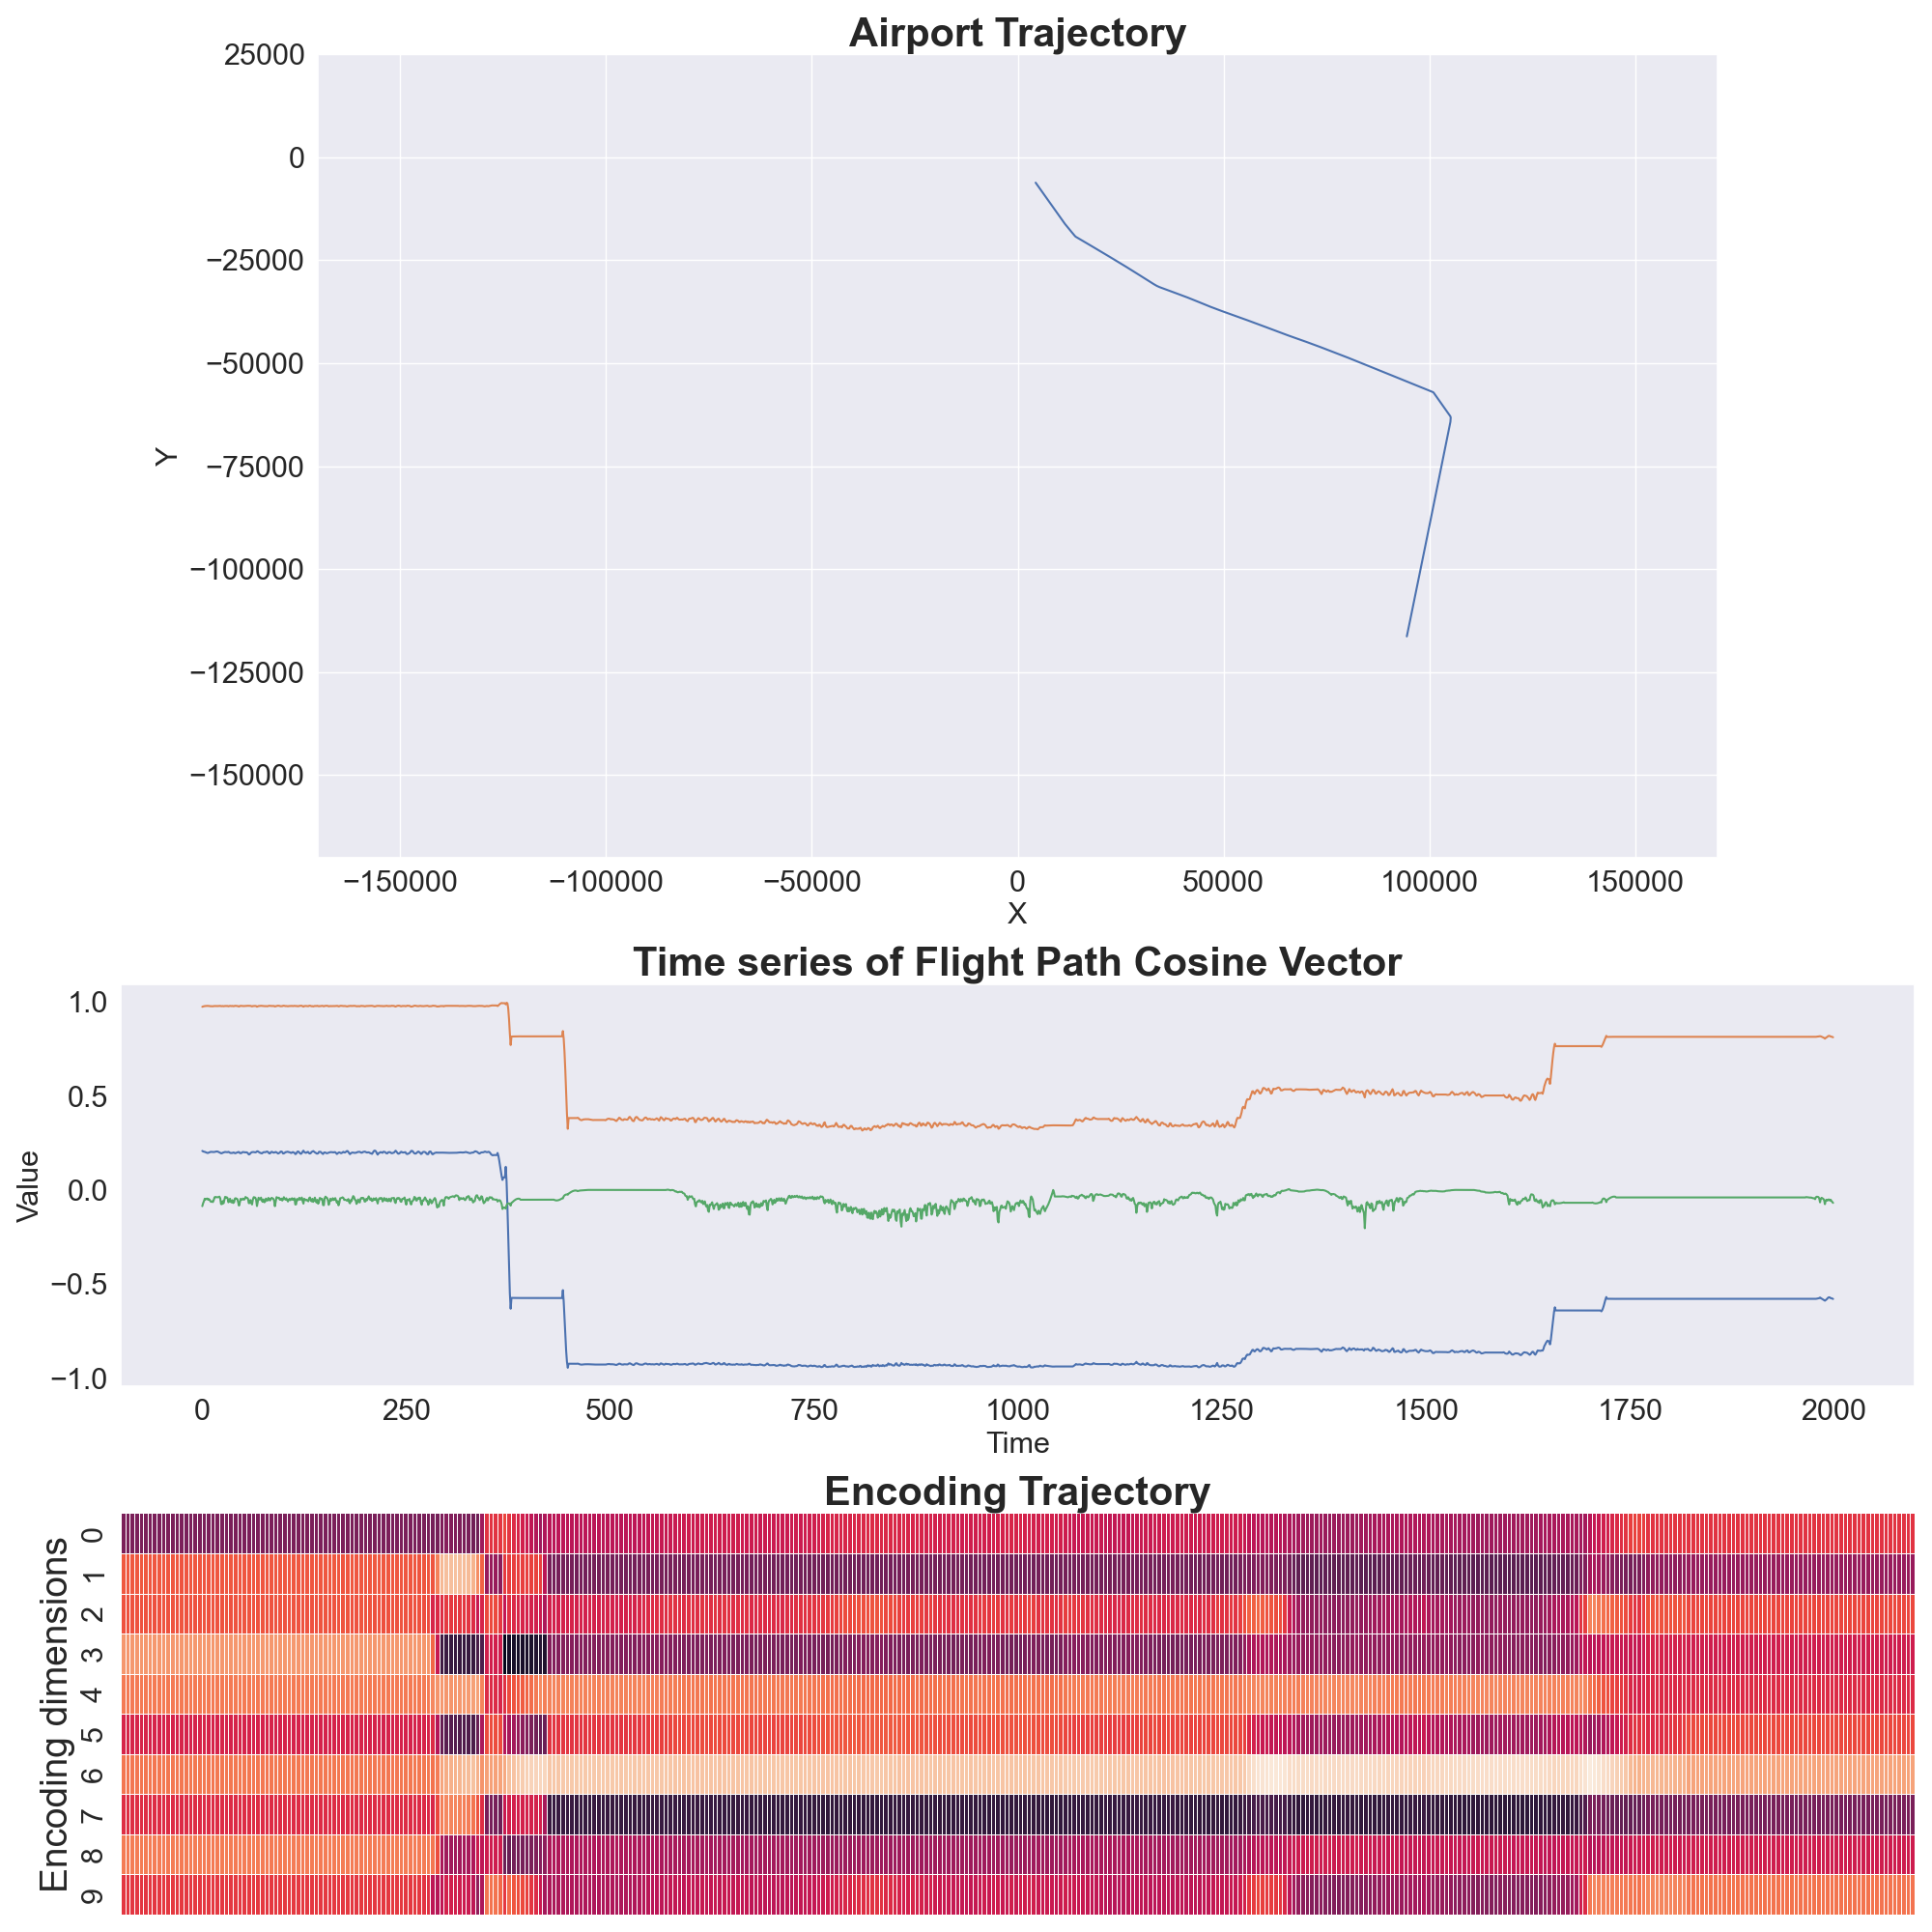 Airport Trajectory
25000
0
−25000
−50000
−75000
−100000
−125000
−150000
Y
−150000 −100000 −50000 0 50000 100000 150000
X
Time series of Flight Path Cosine Vector
1.0
0.5
0.0
−0.5
−1.0
Value
0 250 500 750 1000 1250 1500 1750 2000
Time
Encoding Trajectory
Encoding dimensions
0
1
2
3
4
5
6
7
8
9